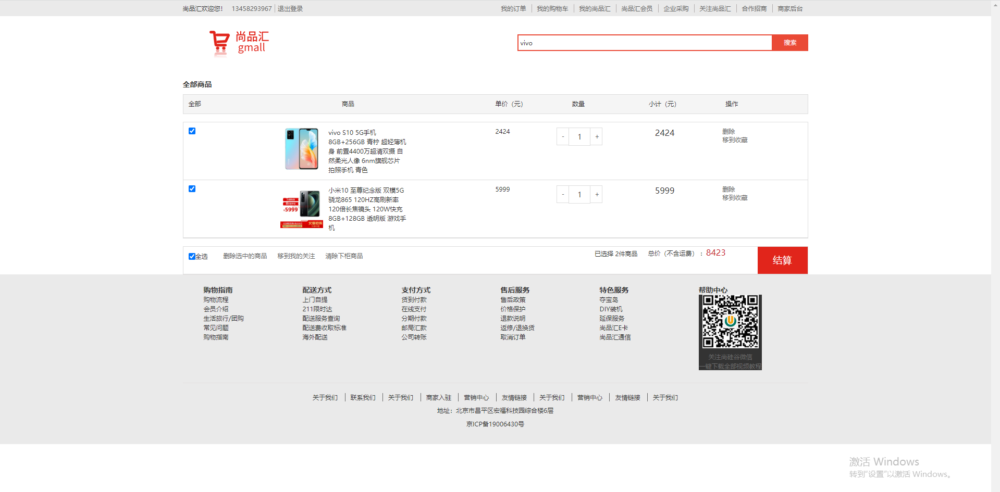 尚品汇欢迎您! 13458293967 退出登录 我的订单 我的购物车 我的尚品汇 尚品汇会员 企业采购 关注尚品汇 合作招商 商家后台
尚品汇
gmall
vivo 搜索
全部商品
全部 商品 单价（元） 数量 小计（元） 操作
vivo S10 5G手机
8GB+256GB 青柠 超轻薄机
身 前置4400万超清双摄 自
然柔光人像 6nm旗舰芯片
拍照手机 青色
2424 - 1 + 2424 删除
移到收藏
小米10 至尊纪念版 双模5G
骁龙865 120HZ高刷新率
120倍长焦镜头 120W快充
8GB+128GB 透明版 游戏手
机
5999
5999 - 1 + 5999 删除
移到收藏
全选 删除选中的商品 移到我的关注 清除下柜商品 已选择 2件商品 总价（不含运费） : 8423 结算
购物指南
购物流程
会员介绍
生活旅行/团购
常见问题
购物指南
配送方式
上门自提
211限时达
配送服务查询
配送费收取标准
海外配送
支付方式
货到付款
在线支付
分期付款
邮局汇款
公司转账
售后服务
售后政策
价格保护
退款说明
返修/退换货
取消订单
特色服务
夺宝岛
DIY装机
延保服务
尚品汇E卡
尚品汇通信
帮助中心
关注尚硅谷微信
一键下载全部视频教程
关于我们 联系我们 关于我们 商家入驻 营销中心 友情链接 关于我们 营销中心 友情链接 关于我们
地址：北京市昌平区宏福科技园综合楼6层
京ICP备19006430号
激活 Windows
转到"设置"以激活 Windows。